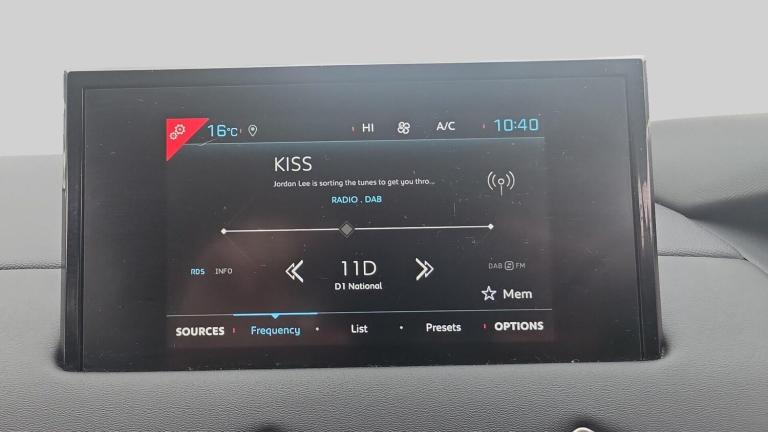 16°C HI A/C 10:40
KISS
Jordan Lee is sorting the tunes to get you thro...
RADIO . DAB
RDS INFO 11D DAB FM
D1 National
Mem
SOURCES Frequency List Presets OPTIONS